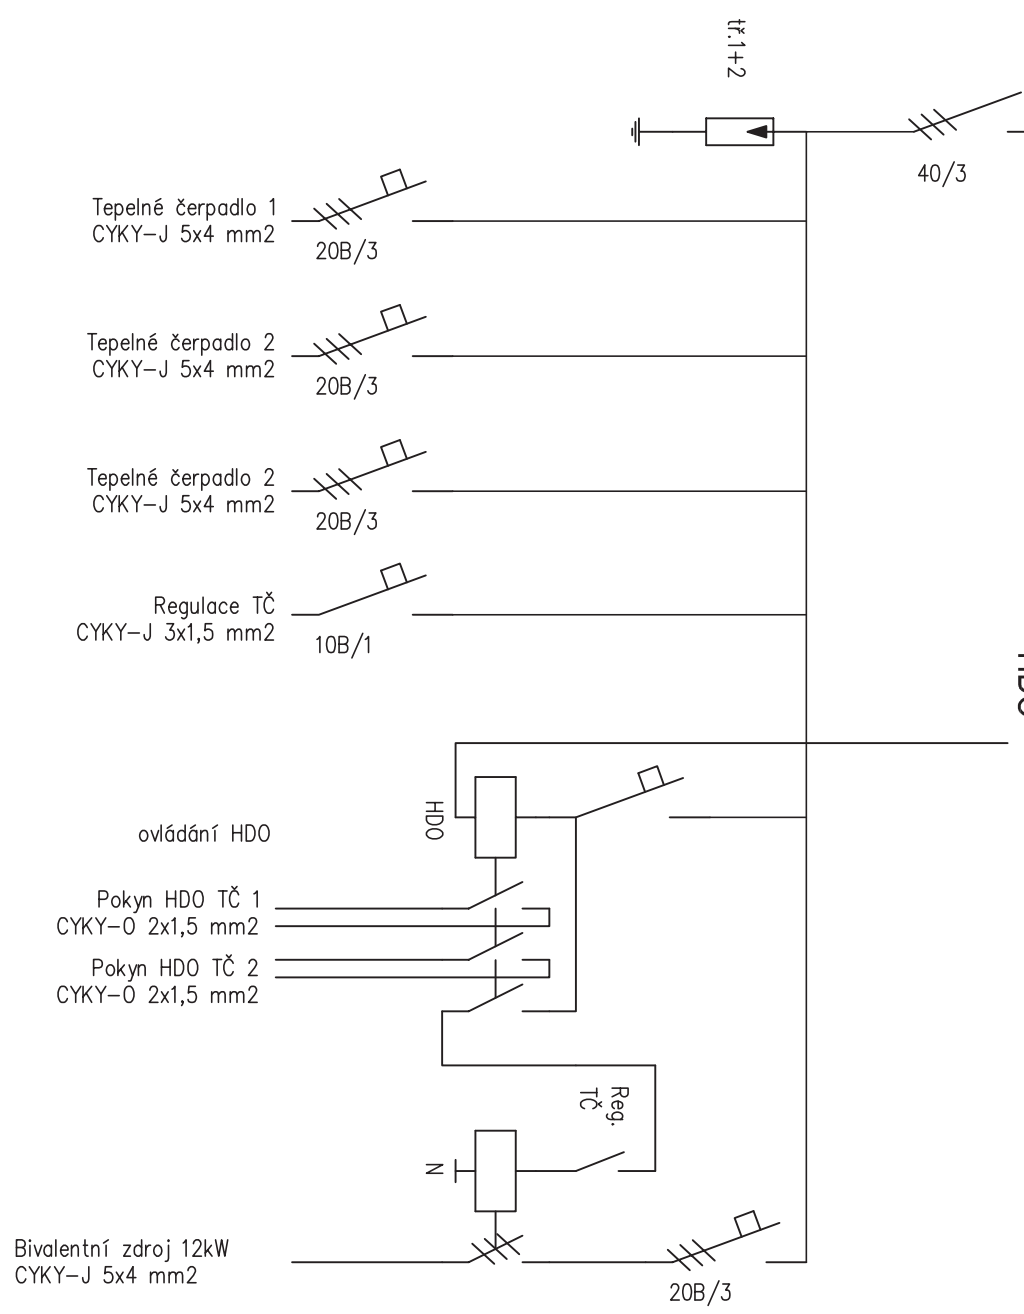 tř.1+2
40/3
Tepelné čerpadlo 1
CYKY-J 5x4 mm2
20B/3
Tepelné čerpadlo 2
CYKY-J 5x4 mm2
20B/3
Tepelné čerpadlo 2
CYKY-J 5x4 mm2
20B/3
Regulace TČ
CYKY-J 3x1,5 mm2
10B/1
HDO
HDO
ovládání HDO
Pokyn HDO TČ 1
CYKY-O 2x1,5 mm2
Pokyn HDO TČ 2
CYKY-O 2x1,5 mm2
Reg.
TČ
N
Bivalentní zdroj 12kW
CYKY-J 5x4 mm2
20B/3